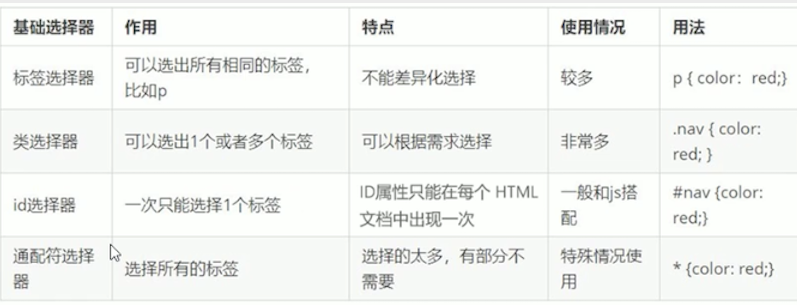 基础选择器 作用 特点 使用情况 用法
标签选择器 可以选出所有相同的标签，比如p 不能差异化选择 较多 p { color：red;}
类选择器 可以选出1个或者多个标签 可以根据需求选择 非常多 .nav { color: red; }
id选择器 一次只能选择1个标签 ID属性只能在每个 HTML 文档中出现一次 一般和js搭配 #nav {color: red;}
通配符选择器 选择所有的标签 选择的太多，有部分不需要 特殊情况使用 * {color: red;}